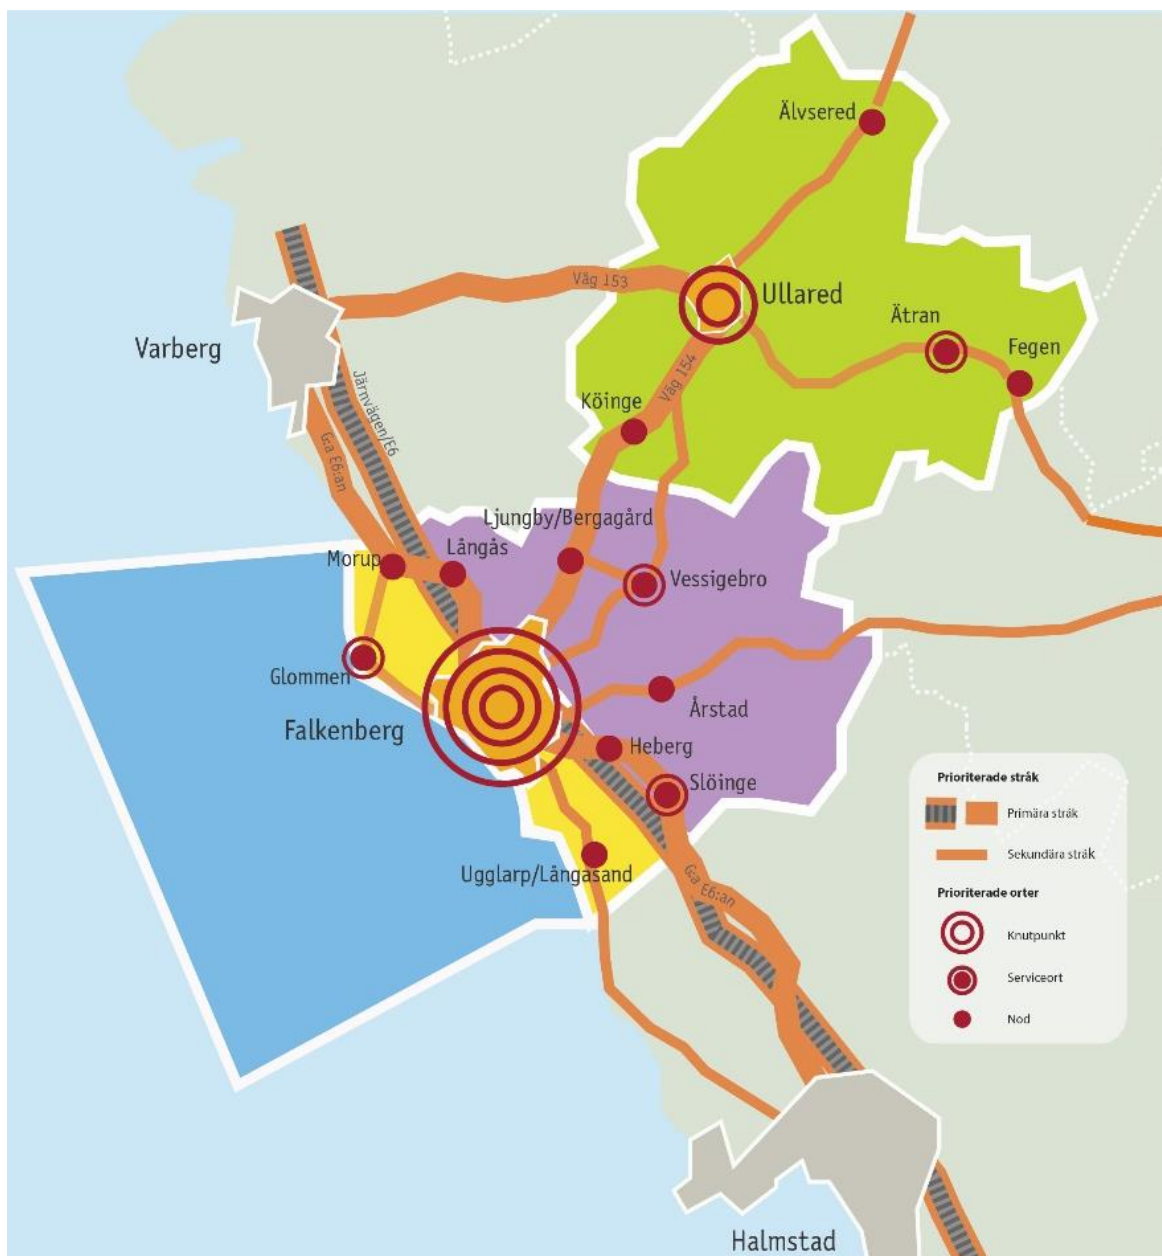 Älvsered
Väg 153
Ullared
Ätran
Fegen
Varberg
Väg 154
Järnvägen/E6
Köinge
G:a E6:an
Ljungby/Bergagård
Morup
Långås
Vessigebro
Glommen
Årstad
Falkenberg
Heberg
Slöinge
Prioriterade stråk
Primära stråk
Sekundära stråk
Ugglarp/Långasand
G:a E6:an
Prioriterade orter
Knutpunkt
Serviceort
Nod
Halmstad